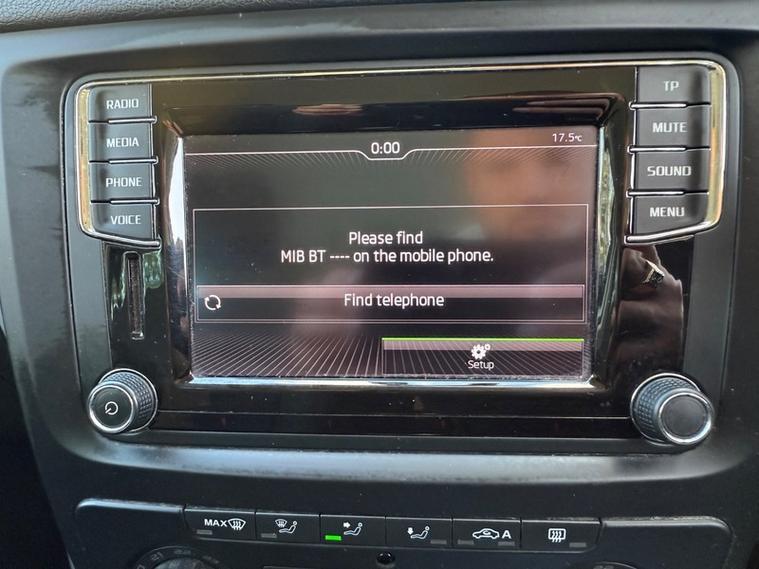 RADIO
MEDIA
PHONE
VOICE
0:00
17.5°C
Please find
MIB BT ---- on the mobile phone.
Find telephone
Setup
TP
MUTE
SOUND
MENU
MAX
A